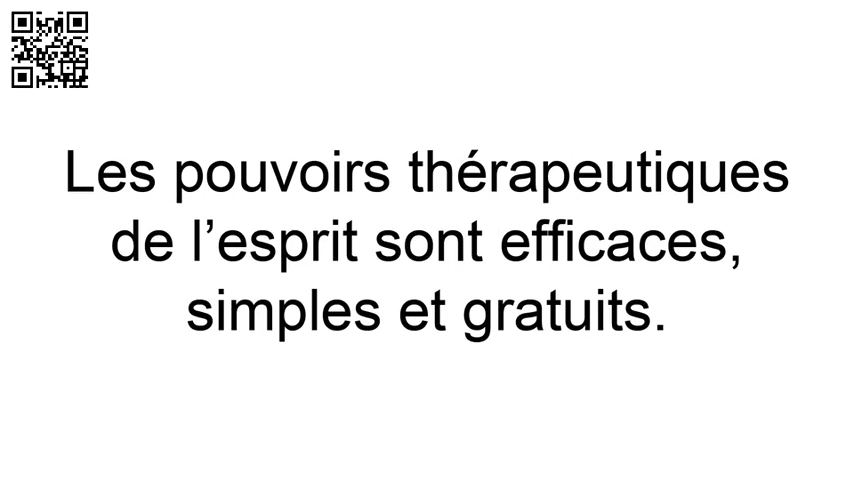 Les pouvoirs thérapeutiques
de l’esprit sont efficaces,
simples et gratuits.